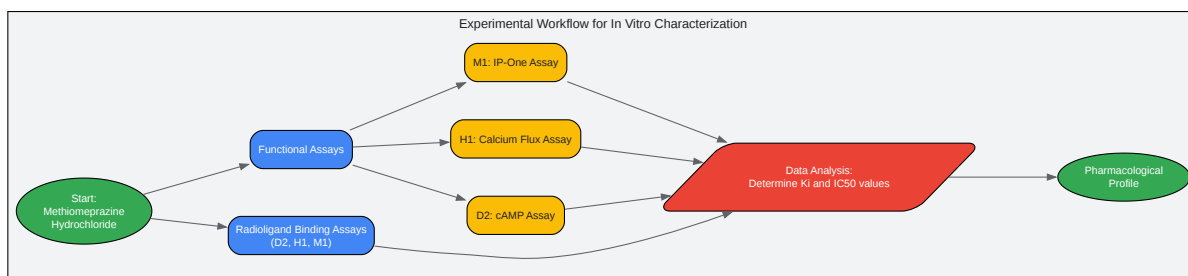 Experimental Workflow for In Vitro Characterization
M1: IP-One Assay
H1: Calcium Flux Assay
Functional Assays
D2: cAMP Assay
Start:
Methiomeprazine
Hydrochloride
Radioligand Binding Assays
(D2, H1, M1)
Data Analysis:
Determine Ki and IC50 values
Pharmacological
Profile